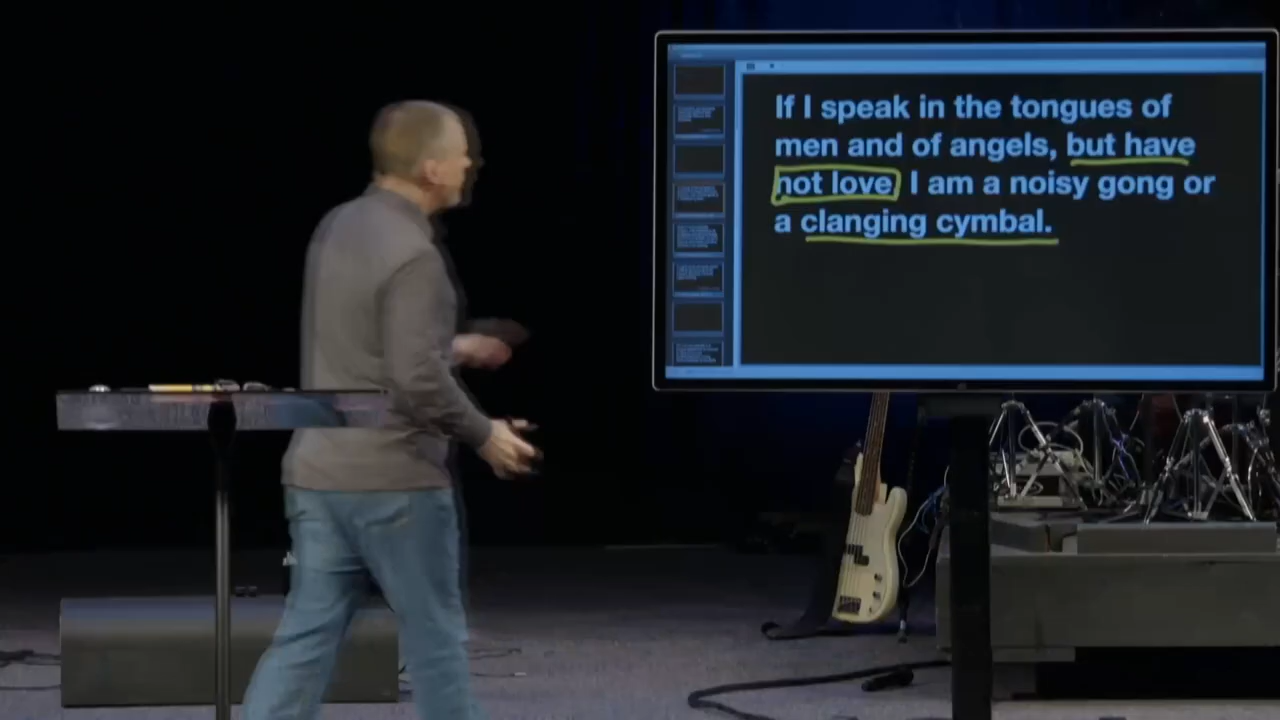 If I speak in the tongues of
men and of angels, but have
not love, I am a noisy gong or
a clanging cymbal.